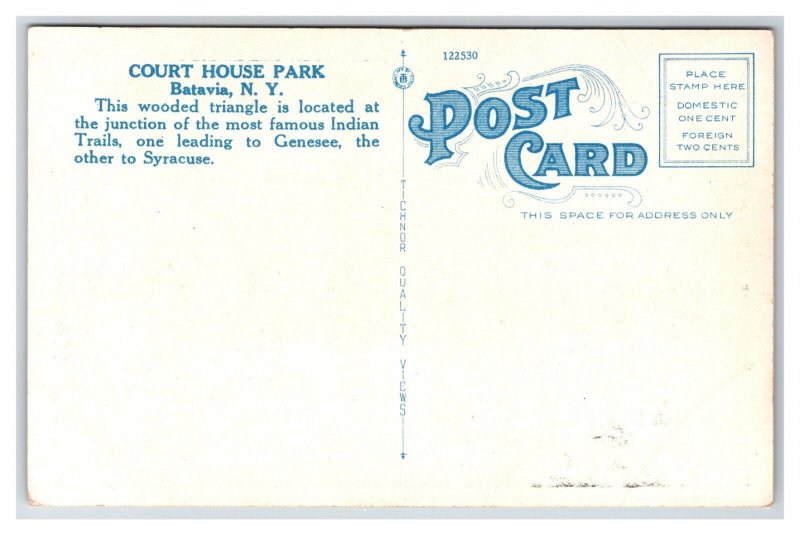 COURT HOUSE PARK
Batavia, N. Y.
This wooded triangle is located at
the junction of the most famous Indian
Trails, one leading to Genesee, the
other to Syracuse.
TICHNOR QUALITY VIEWS
122530
POST
CARD
PLACE
STAMP HERE
DOMESTIC
ONE CENT
FOREIGN
TWO CENTS
THIS SPACE FOR ADDRESS ONLY